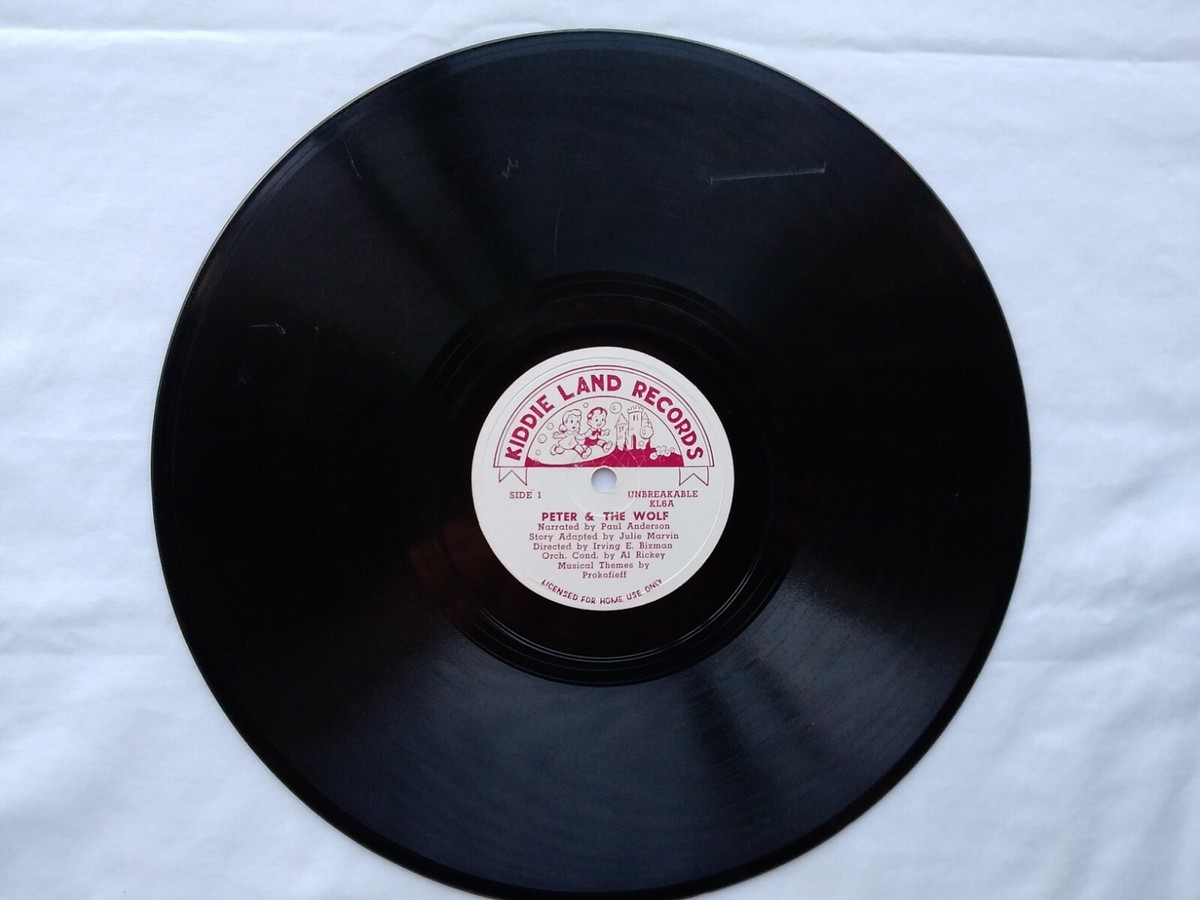 KIDDIE LAND RECORDS
SIDE 1
UNBREAKABLE
KL6A
PETER & THE WOLF
Narrated by Paul Anderson
Story Adapted by Julie Marvin
Directed by Irving E. Bizman
Orch. Cond. by Al Rickey
Musical Themes by
Prokofieff
LICENSED FOR HOME USE ONLY